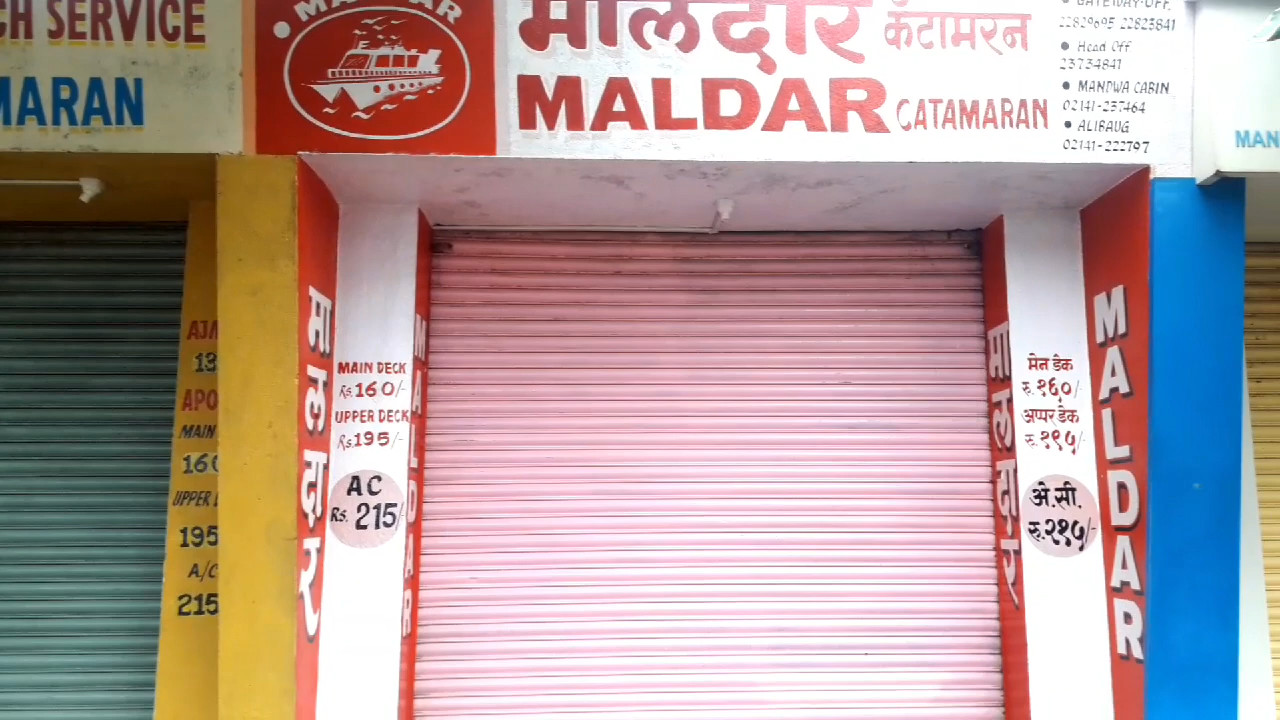 CH SERVICE
MARAN
MALDAR
मालदार कॅटामरन
MALDAR CATAMARAN
• GATEWAY-OFF.
22829695 22823841
• Head Off
23734841
• MANDWA CABIN
02141-237464
• ALIBAUG
02141-222797
MAN
AJA
13
APO
MAIN
160
UPPER D
195
A/C
215
मालदार
MAIN DECK
Rs.160/-
UPPER DECK
Rs.195/-
AC
Rs. 215/-
MALDAR
मालदार
मेन डेक
रु.१६०/-
अप्पर डेक
रु.१९५/-
अे.सी.
रु.२१५/-
MALDAR